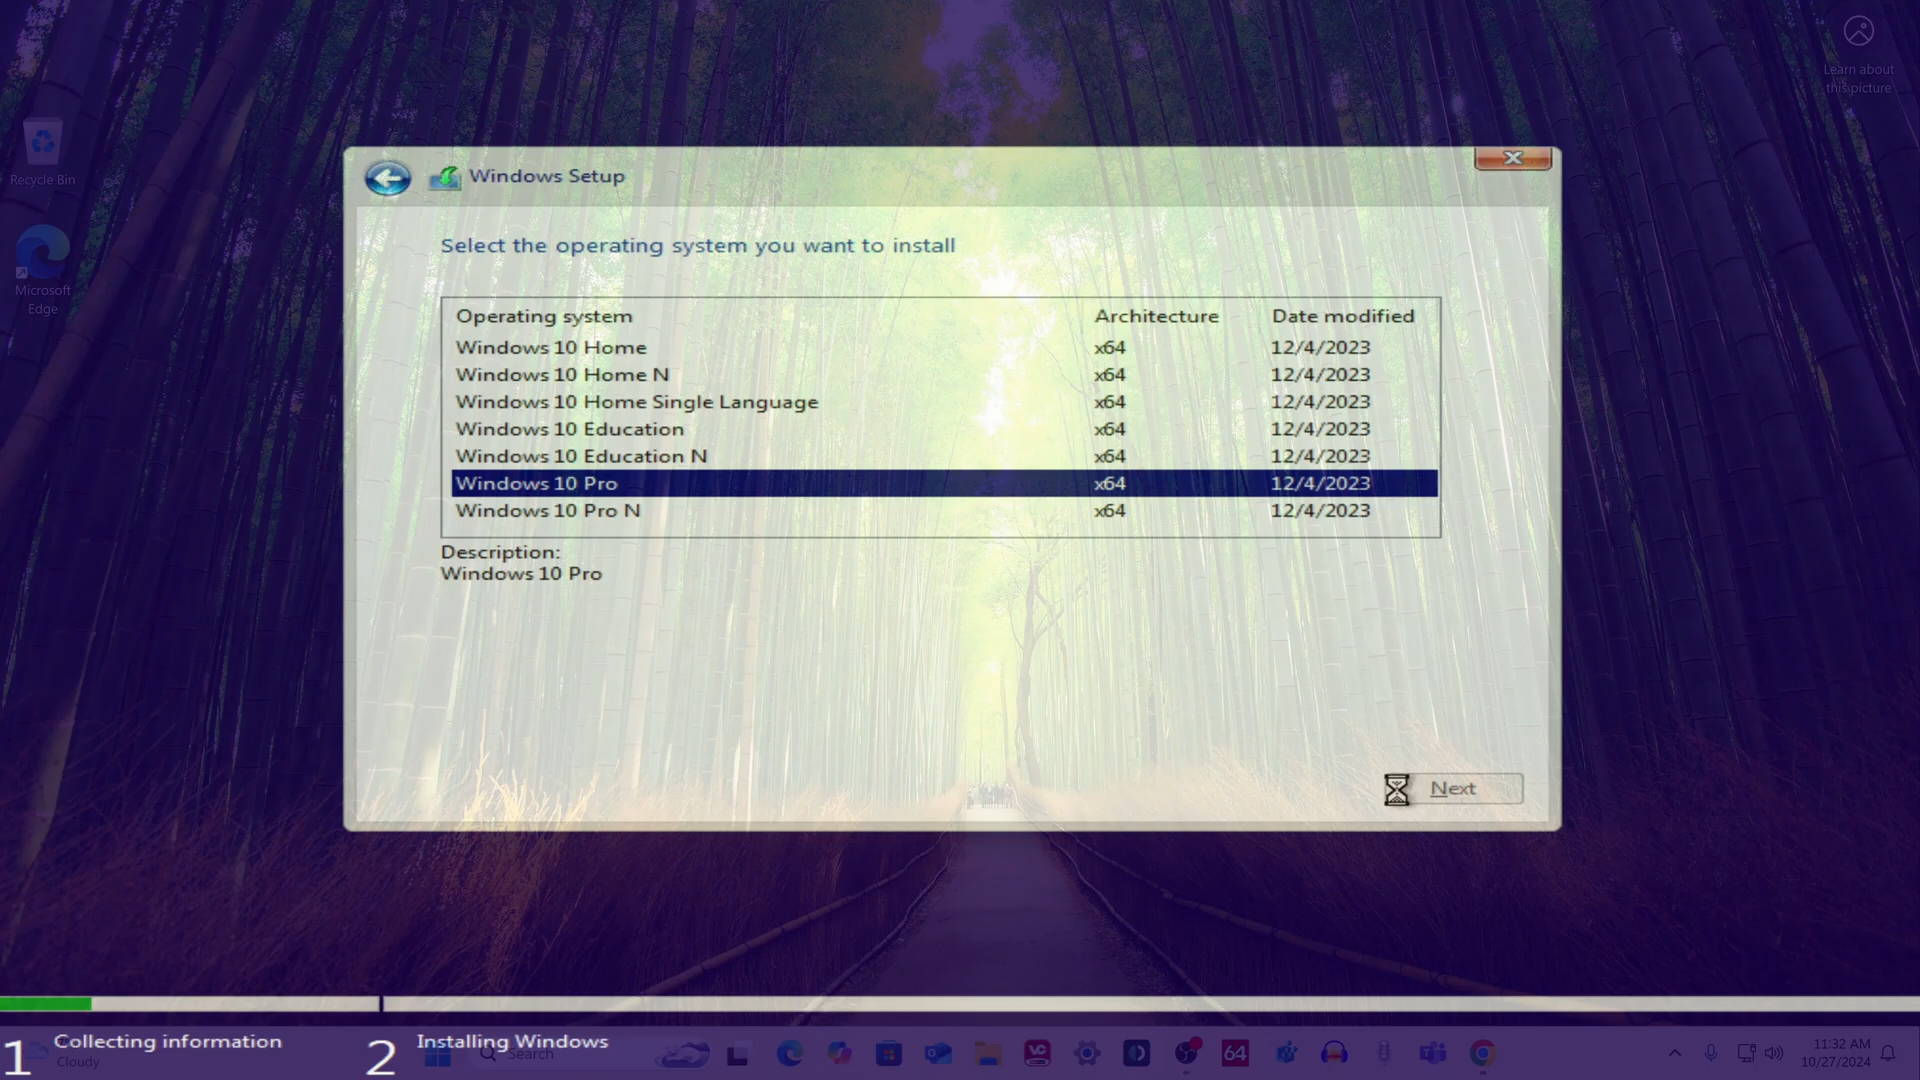 Learn about
this picture
Recycle Bin
Microsoft
Edge
Windows Setup
Select the operating system you want to install
Operating system Architecture Date modified
Windows 10 Home x64 12/4/2023
Windows 10 Home N x64 12/4/2023
Windows 10 Home Single Language x64 12/4/2023
Windows 10 Education x64 12/4/2023
Windows 10 Education N x64 12/4/2023
Windows 10 Pro x64 12/4/2023
Windows 10 Pro N x64 12/4/2023
Description:
Windows 10 Pro
Next
1 Collecting information
2 Installing Windows
Cloudy
Search
VC
64
11:32 AM
10/27/2024